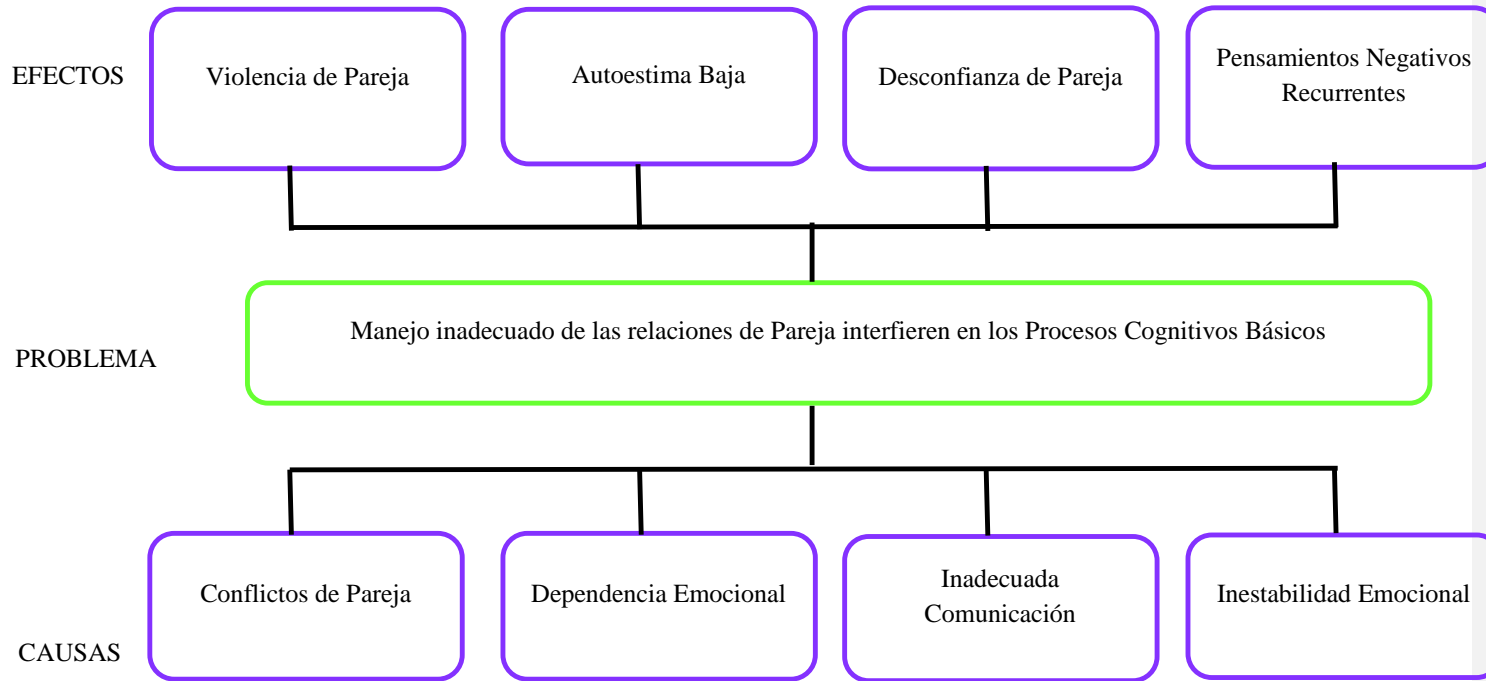 EFECTOS
Violencia de Pareja
Autoestima Baja
Desconfianza de Pareja
Pensamientos Negativos
Recurrentes
PROBLEMA
Manejo inadecuado de las relaciones de Pareja interfieren en los Procesos Cognitivos Básicos
CAUSAS
Conflictos de Pareja
Dependencia Emocional
Inadecuada
Comunicación
Inestabilidad Emocional